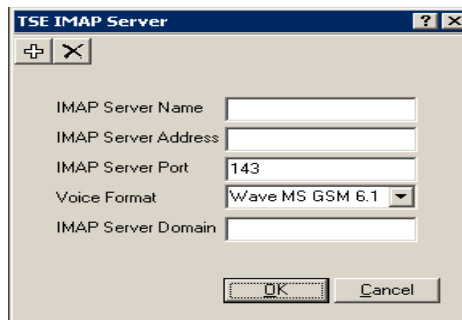 TSE IMAP Server
IMAP Server Name
IMAP Server Address
IMAP Server Port 143
Voice Format Wave MS GSM 6.1
IMAP Server Domain
OK Cancel